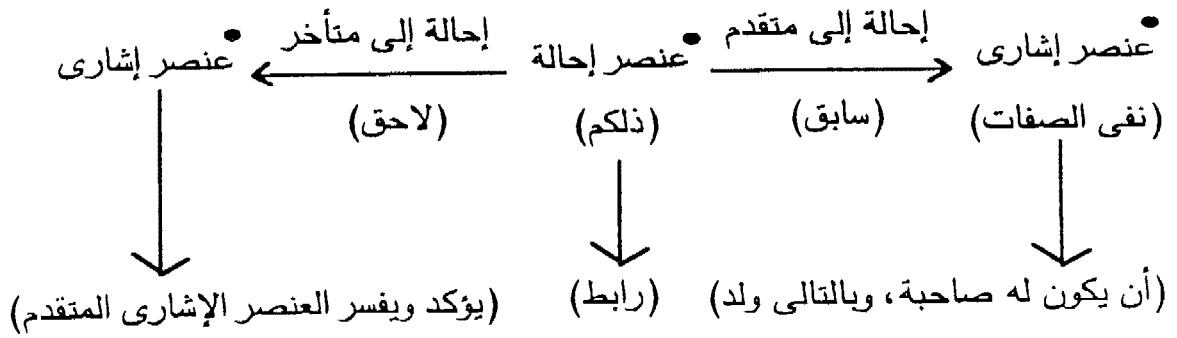 عنصر إشارى إحالة إلى متقدم عنصر إحالة إحالة إلى متأخر عنصر إشارى
(نفى الصفات) (سابق) (ذلكم) (لاحق)
(أن يكون له صاحبة، وبالتالى ولد) (رابط) (يؤكد ويفسر العنصر الإشارى المتقدم)